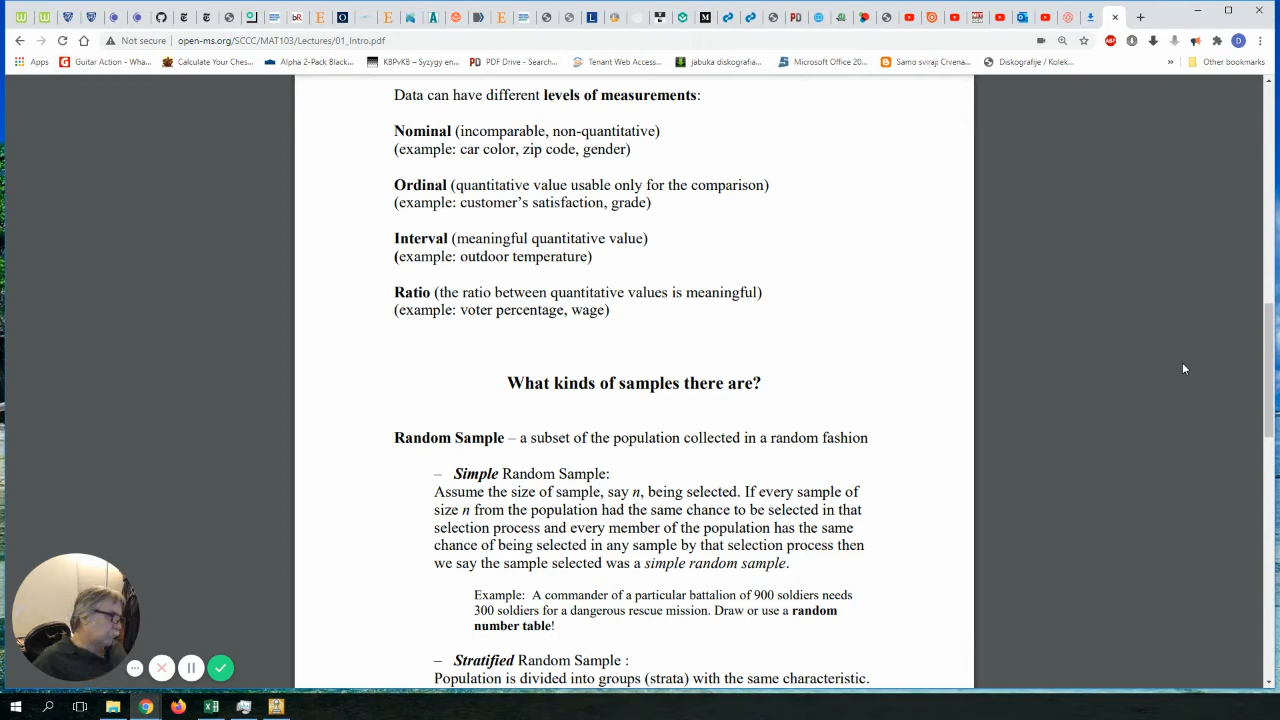 Not secure | open-ms.org/SCCC/MAT103/Lectures/01_Intro.pdf
Apps Guitar Action - Wha... Calculate Your Ches... Alpha 2-Pack Black... KBPvKB – Syzygy en... PDF Drive - Search... Tenant Web Access... jabuka diskografija... Microsoft Office 20... Samo sviraj Crvena... Diskografije / Kolek... » Other bookmarks
Data can have different levels of measurements:
Nominal (incomparable, non-quantitative)
(example: car color, zip code, gender)
Ordinal (quantitative value usable only for the comparison)
(example: customer's satisfaction, grade)
Interval (meaningful quantitative value)
(example: outdoor temperature)
Ratio (the ratio between quantitative values is meaningful)
(example: voter percentage, wage)
What kinds of samples there are?
Random Sample – a subset of the population collected in a random fashion
– Simple Random Sample:
Assume the size of sample, say n, being selected. If every sample of
size n from the population had the same chance to be selected in that
selection process and every member of the population has the same
chance of being selected in any sample by that selection process then
we say the sample selected was a simple random sample.
Example: A commander of a particular battalion of 900 soldiers needs
300 soldiers for a dangerous rescue mission. Draw or use a random
number table!
– Stratified Random Sample :
Population is divided into groups (strata) with the same characteristic.